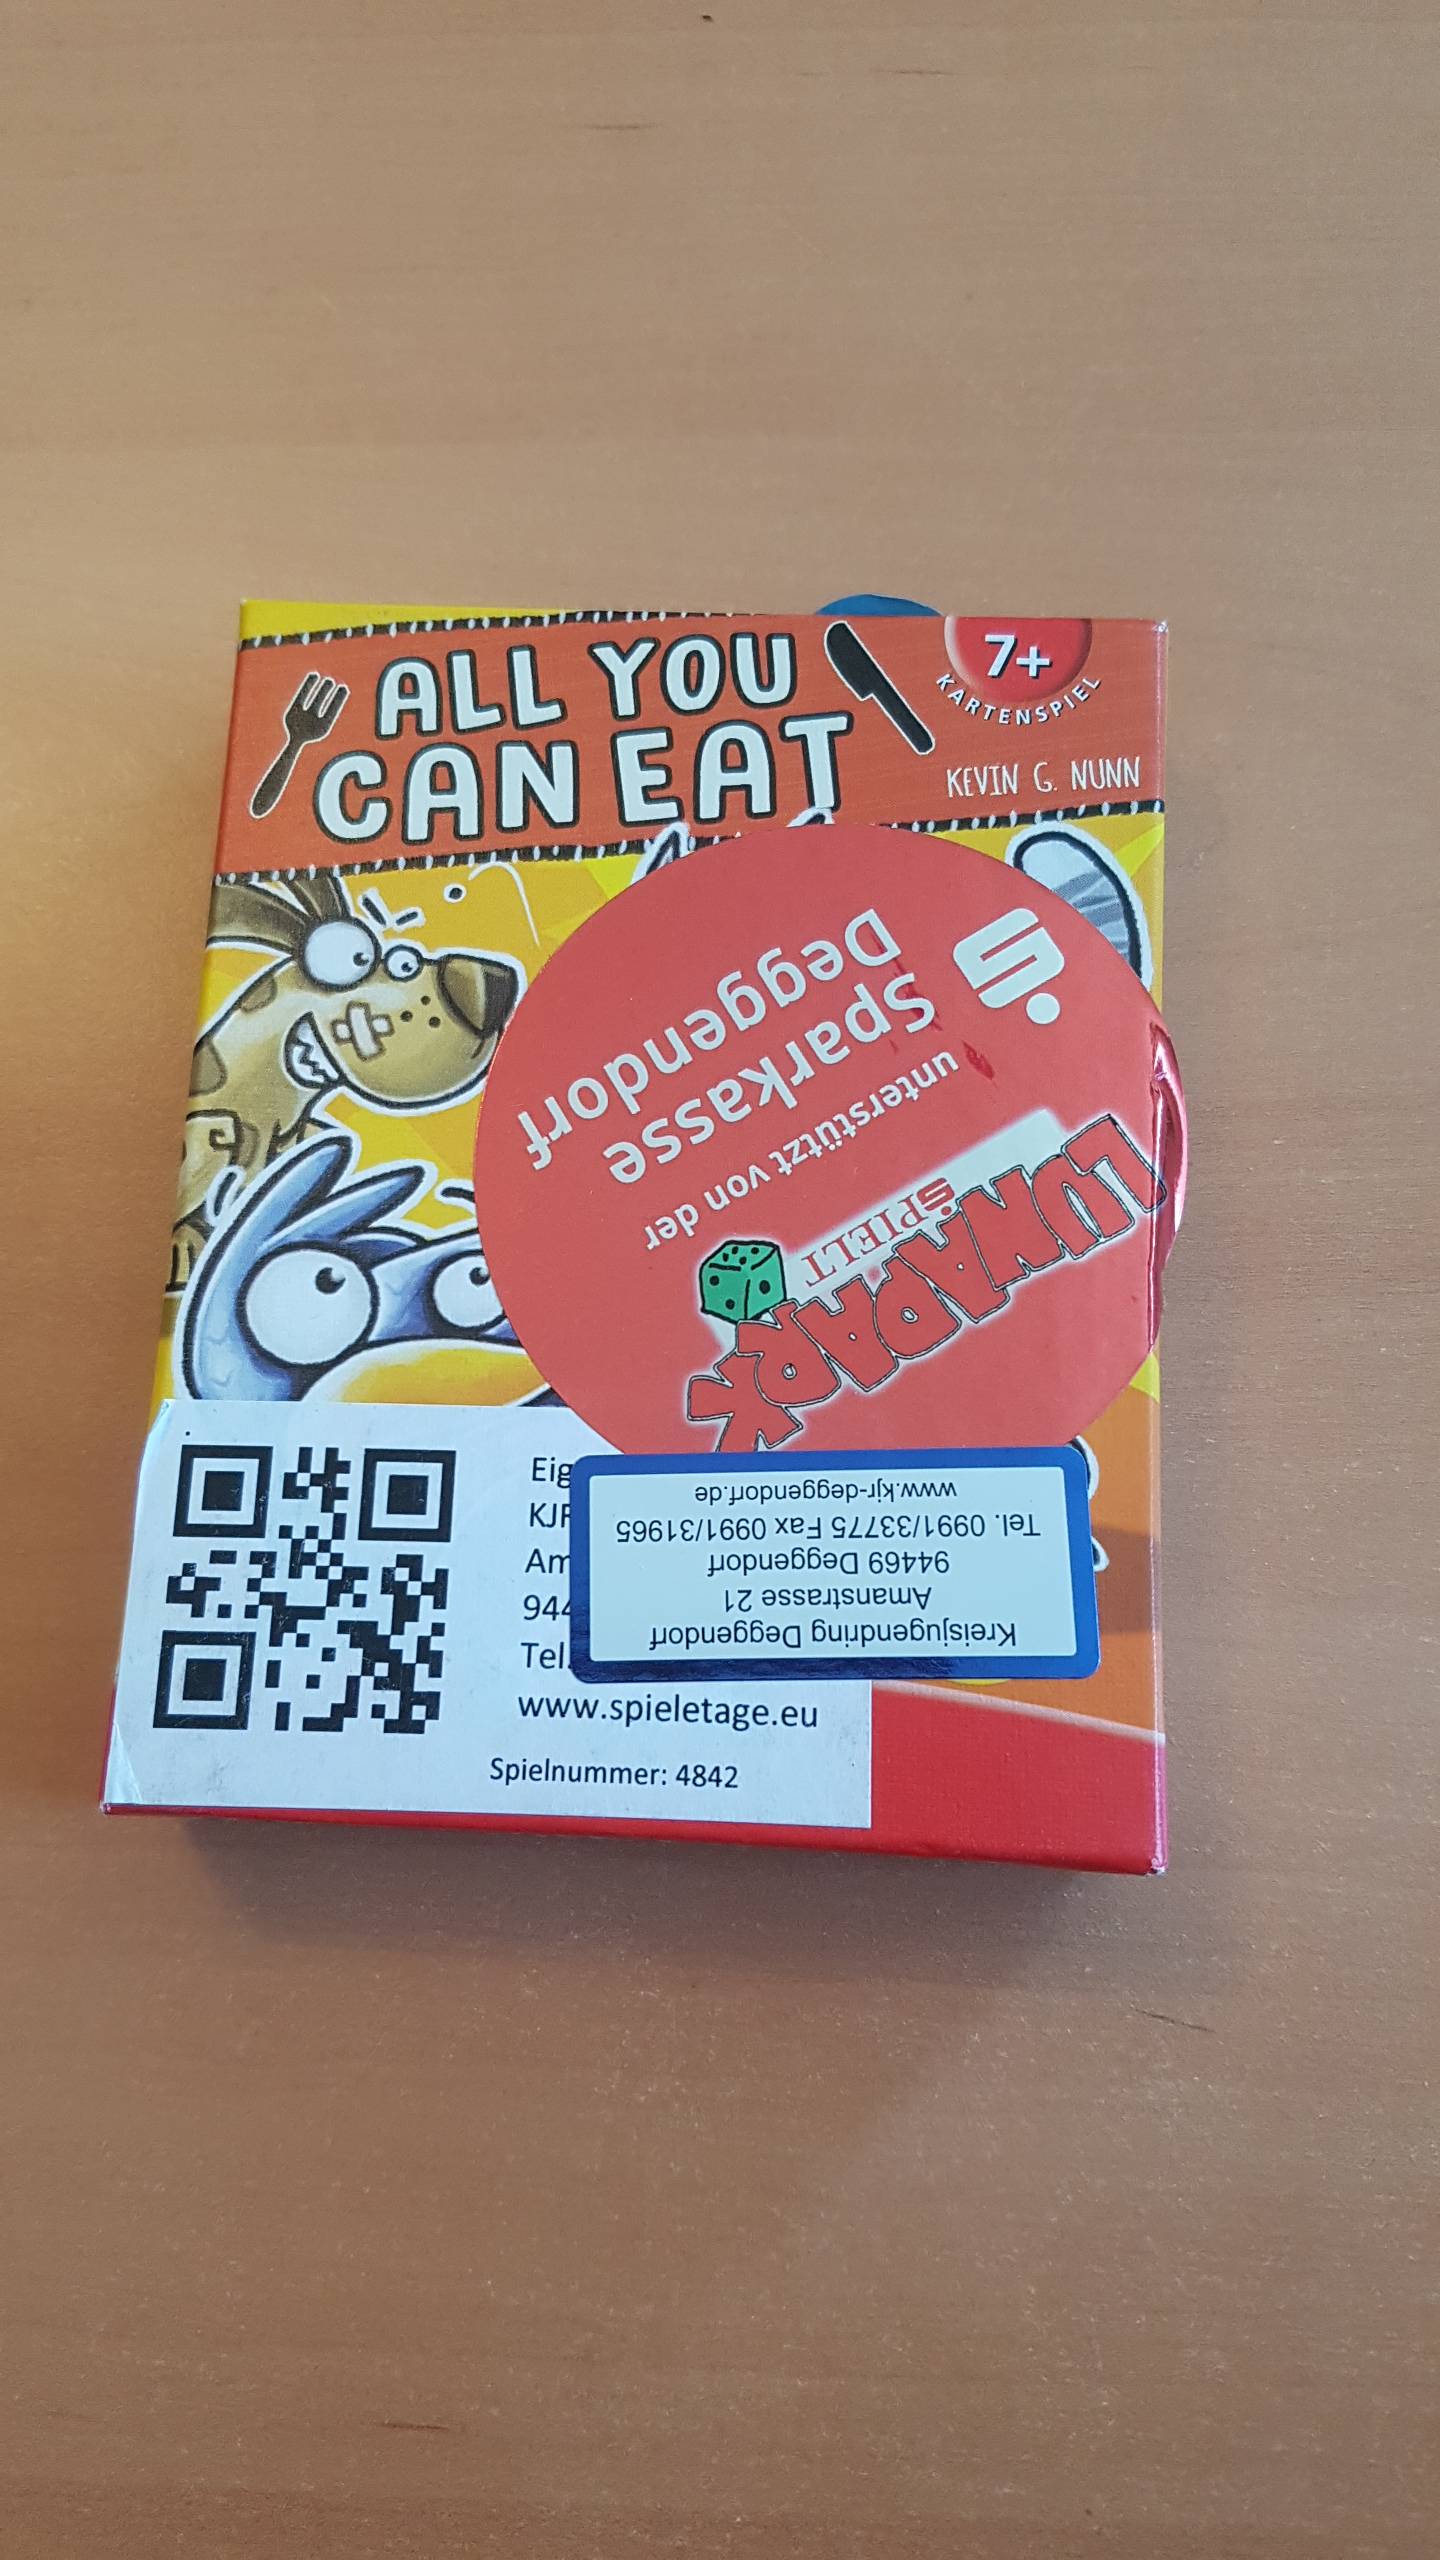 ALL YOU
CAN EAT
7+
KARTENSPIEL
KEVIN G. NUNN
LUNAPARK
SPIELT
unterstützt von der
Sparkasse
Deggendorf
Kreisjugendring Deggendorf
Amanstrasse 21
94469 Deggendorf
Tel. 0991/33775 Fax 0991/31965
www.kjr-deggendorf.de
Tel.
www.spieletage.eu
Spielnummer: 4842